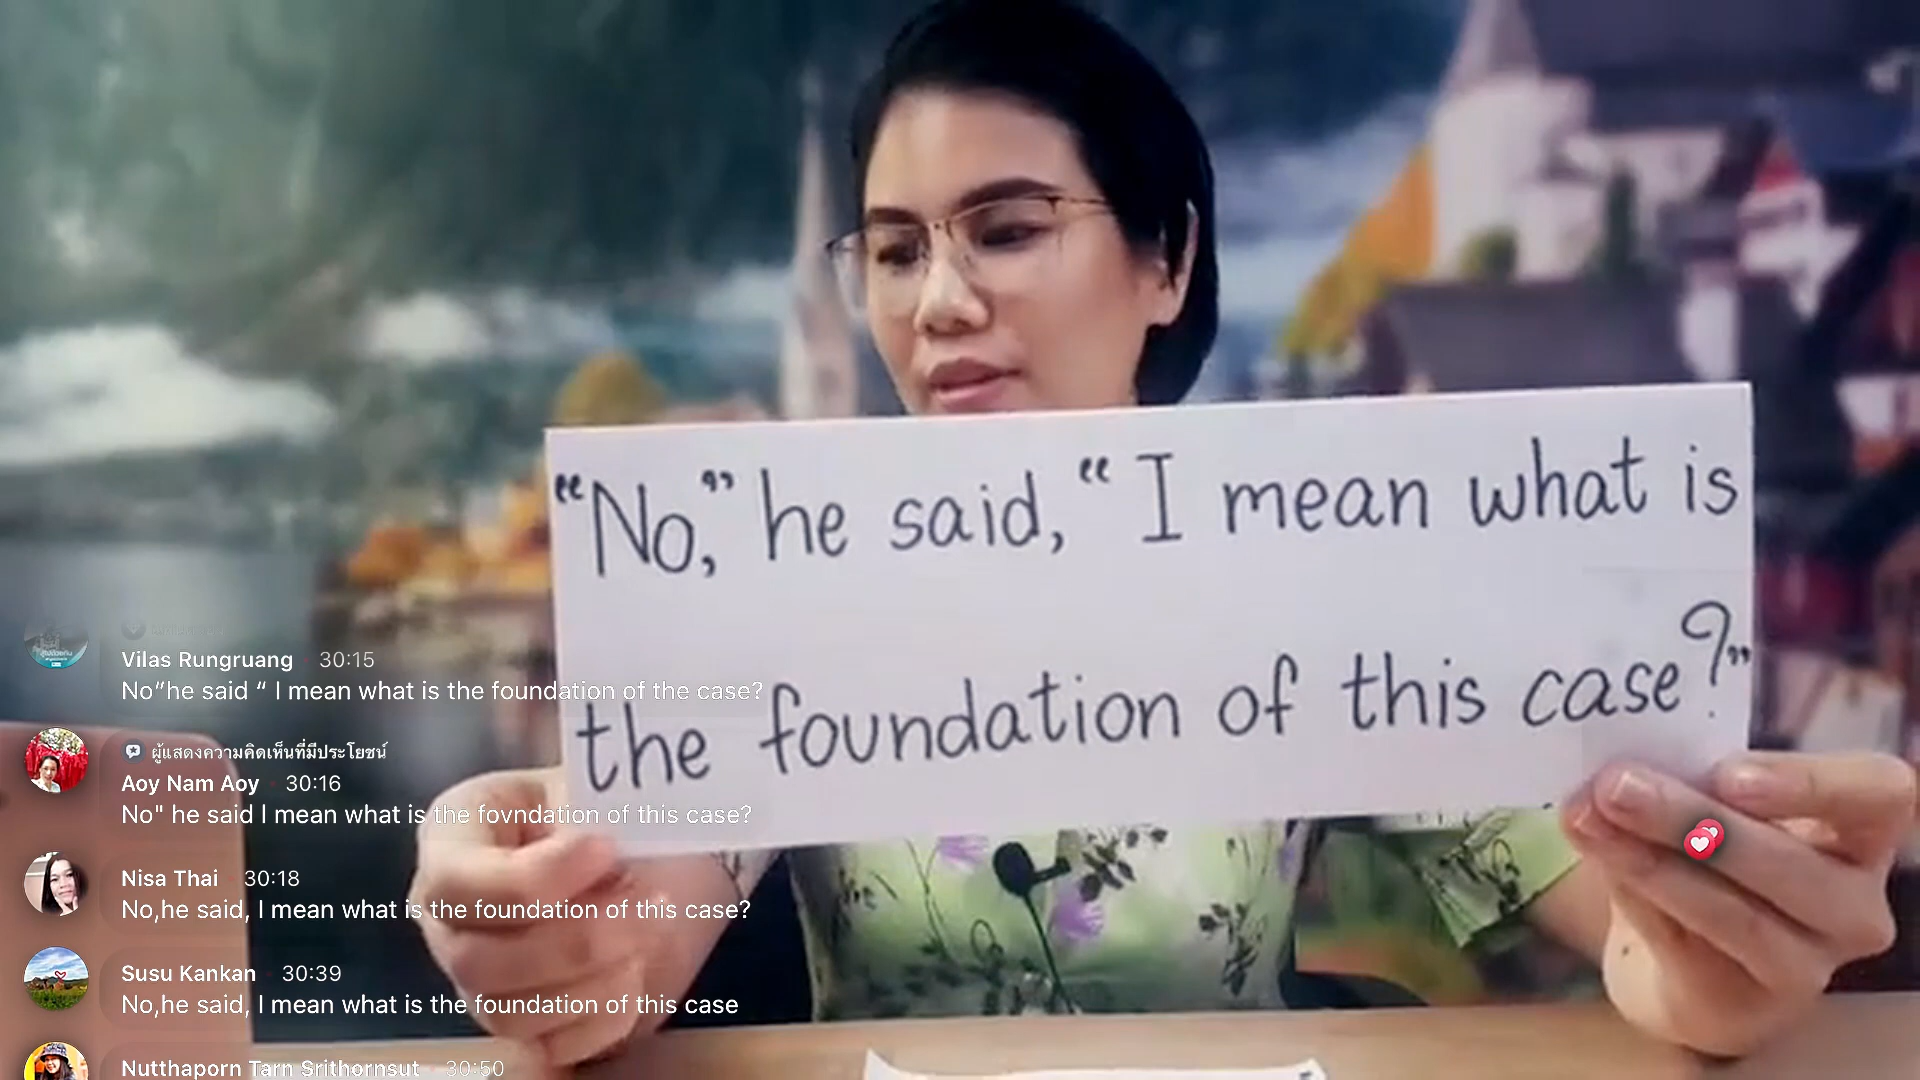 “No,” he said, “I mean what is
the foundation of this case?”
Vilas Rungruang 30:15
No”he said “ I mean what is the foundation of the case?
ผู้แสดงความคิดเห็นที่มีประโยชน์
Aoy Nam Aoy 30:16
No" he said I mean what is the fovndation of this case?
Nisa Thai 30:18
No,he said, I mean what is the foundation of this case?
Susu Kankan 30:39
No,he said, I mean what is the foundation of this case
Nutthaporn Tarn Srithornsut 30:50